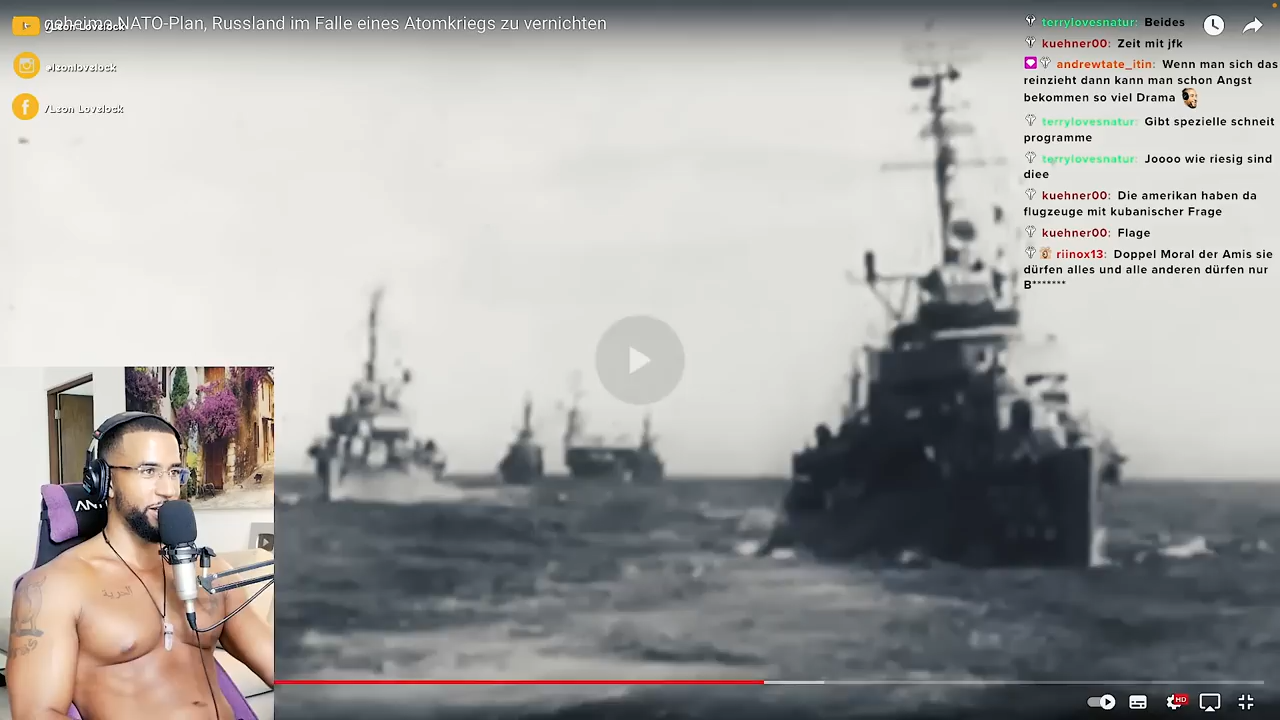 geheime NATO-Plan, Russland im Falle eines Atomkriegs zu vernichten
/Leon Lovelock
leonlovelock
/Leon Lovelock
terrylovesnatur: Beides
kuehner00: Zeit mit jfk
andrewtate_itin: Wenn man sich das
reinzieht dann kann man schon Angst
bekommen so viel Drama
terrylovesnatur: Gibt spezielle schneit
programme
terrylovesnatur: Joooo wie riesig sind
diee
kuehner00: Die amerikan haben da
flugzeuge mit kubanischer Frage
kuehner00: Flage
riinox13: Doppel Moral der Amis sie
dürfen alles und alle anderen dürfen nur
B*******
الحرية
HD